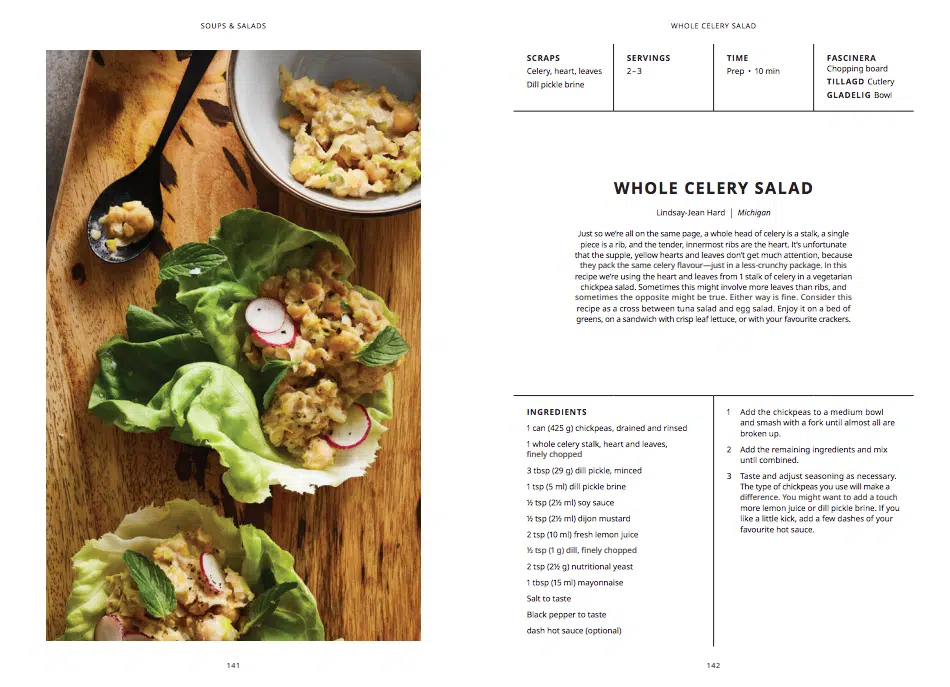 SOUPS & SALADS
141
WHOLE CELERY SALAD
SCRAPS
Celery, heart, leaves
Dill pickle brine
SERVINGS
2–3
TIME
Prep • 10 min
FASCINERA
Chopping board
TILLAGD Cutlery
GLADELIG Bowl
WHOLE CELERY SALAD
Lindsay-Jean Hard | Michigan
Just so we’re all on the same page, a whole head of celery is a stalk, a single
piece is a rib, and the tender, innermost ribs are the heart. It’s unfortunate
that the supple, yellow hearts and leaves don’t get much attention, because
they pack the same celery flavour—just in a less-crunchy package. In this
recipe we’re using the heart and leaves from 1 stalk of celery in a vegetarian
chickpea salad. Sometimes this might involve more leaves than ribs, and
sometimes the opposite might be true. Either way is fine. Consider this
recipe as a cross between tuna salad and egg salad. Enjoy it on a bed of
greens, on a sandwich with crisp leaf lettuce, or with your favourite crackers.
INGREDIENTS
1 can (425 g) chickpeas, drained and rinsed
1 whole celery stalk, heart and leaves,
finely chopped
3 tbsp (29 g) dill pickle, minced
1 tsp (5 ml) dill pickle brine
½ tsp (2½ ml) soy sauce
½ tsp (2½ ml) dijon mustard
2 tsp (10 ml) fresh lemon juice
½ tsp (1 g) dill, finely chopped
2 tsp (2½ g) nutritional yeast
1 tbsp (15 ml) mayonnaise
Salt to taste
Black pepper to taste
dash hot sauce (optional)
1 Add the chickpeas to a medium bowl
and smash with a fork until almost all are
broken up.
2 Add the remaining ingredients and mix
until combined.
3 Taste and adjust seasoning as necessary.
The type of chickpeas you use will make a
difference. You might want to add a touch
more lemon juice or dill pickle brine. If you
like a little kick, add a few dashes of your
favourite hot sauce.
142